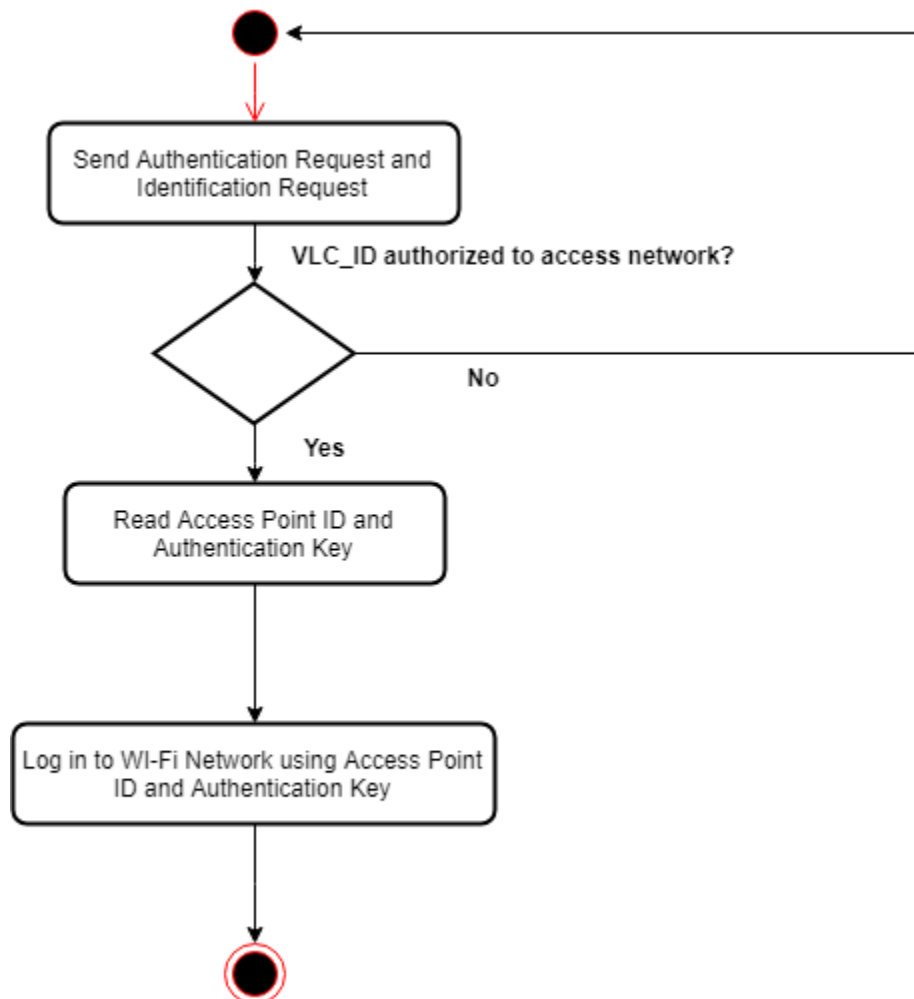 Send Authentication Request and
Identification Request
VLC_ID authorized to access network?
No
Yes
Read Access Point ID and
Authentication Key
Log in to WI-Fi Network using Access Point
ID and Authentication Key